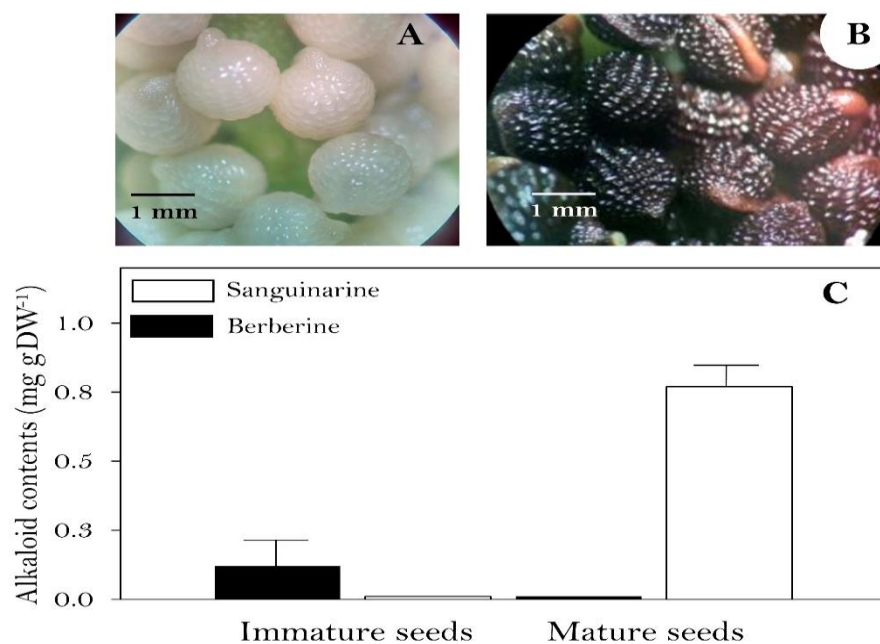 A
B
1 mm
1 mm
C
Sanguinarine
Berberine
Alkaloid contents (mg gDW⁻¹)
1.0
0.8
0.5
0.3
0.0
Immature seeds
Mature seeds